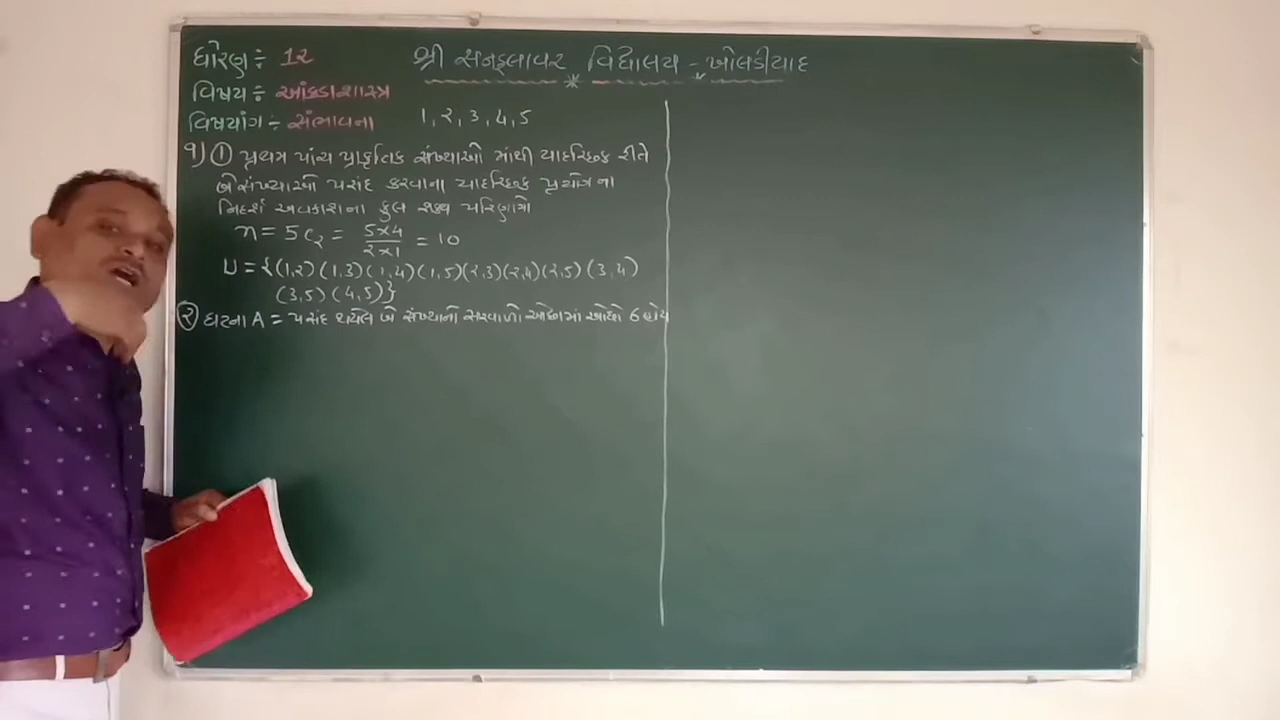 ધોરણ ÷ 12
શ્રી સનફલાવર વિદ્યાલય - ખોલડીયાદ
વિષય ÷ આંકડાશાસ્ત્ર
વિષયાંગ ÷ સંભાવના
1, 2, 3, 4, 5
૧) ① પ્રથમ પાંચ પ્રાકૃતિક સંખ્યાઓ માંથી યાદચ્છિક રીતે
બે સંખ્યાઓ પસંદ કરવાના યાદચ્છિક પ્રયોગ ના
નિદર્શ અવકાશના કુલ શક્ય પરિણામો
n = 5C2 = 5×4 / 2×1 = 10
U = {(1,2) (1,3) (1,4) (1,5) (2,3) (2,4) (2,5) (3,4)
(3,5) (4,5)}
② ઘટના A = પસંદ થયેલ બે સંખ્યાનો સરવાળો ઓછામાં ઓછો 6 હોય